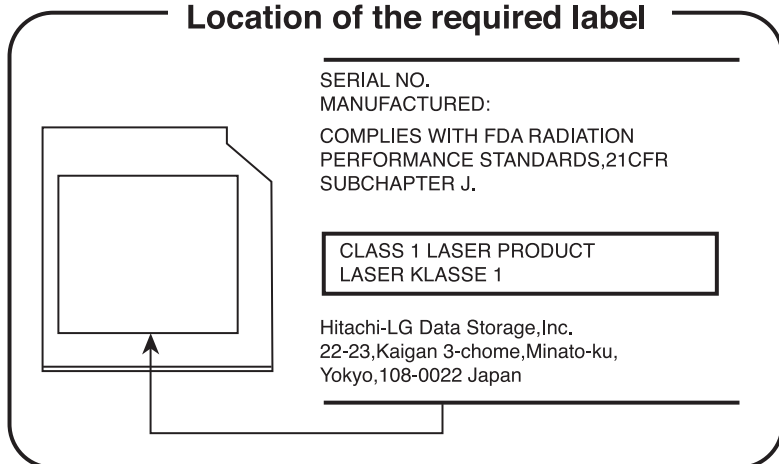 Location of the required label
SERIAL NO.
MANUFACTURED:
COMPLIES WITH FDA RADIATION
PERFORMANCE STANDARDS,21CFR
SUBCHAPTER J.
CLASS 1 LASER PRODUCT
LASER KLASSE 1
Hitachi-LG Data Storage,Inc.
22-23,Kaigan 3-chome,Minato-ku,
Yokyo,108-0022 Japan